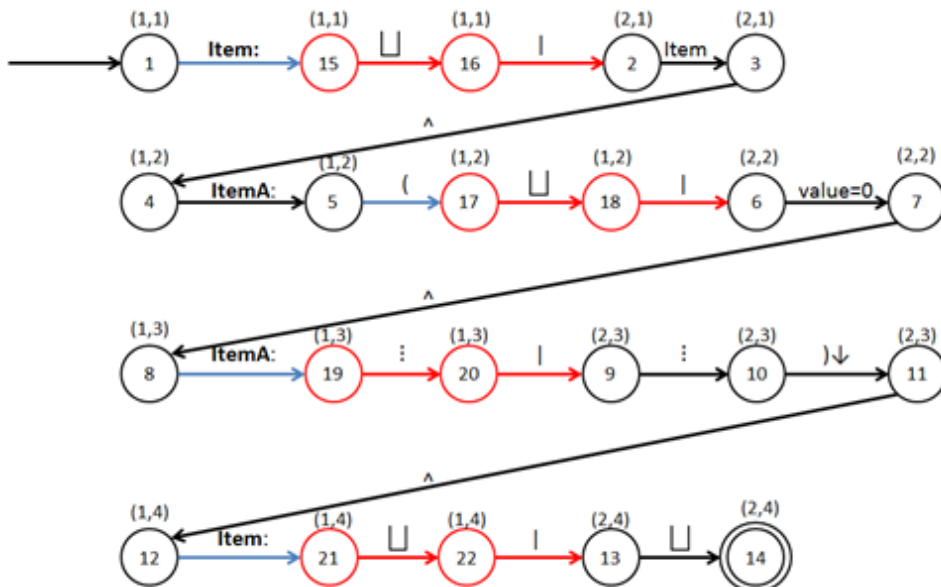 (1,1) (1,1) (1,1) (2,1) (2,1)
1 Item: 15 ⨆ 16 | 2 Item 3
^
(1,2) (1,2) (1,2) (1,2) (2,2) (2,2)
4 ItemA: 5 ( 17 ⨆ 18 | 6 value=0 7
^
(1,3) (1,3) (1,3) (2,3) (2,3) (2,3)
8 ItemA: 19 ⁞ 20 | 9 ⁞ 10 )↓ 11
^
(1,4) (1,4) (1,4) (2,4) (2,4)
12 Item: 21 ⨆ 22 | 13 ⨆ 14